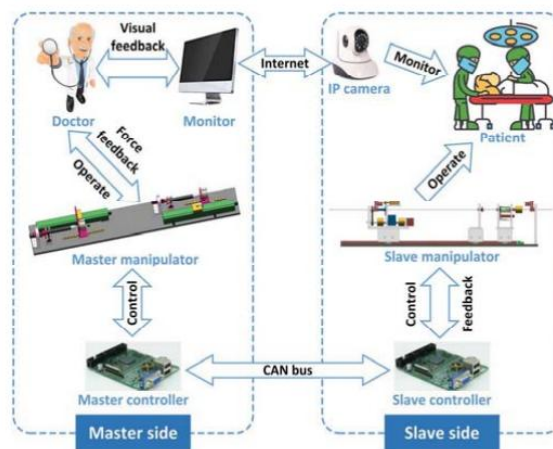 Visual
feedback
Internet
Monitor
IP camera
Doctor
Monitor
Patient
Force
feedback
Operate
Operate
Master manipulator
Slave manipulator
Control
Control
Feedback
CAN bus
Master controller
Slave controller
Master side
Slave side